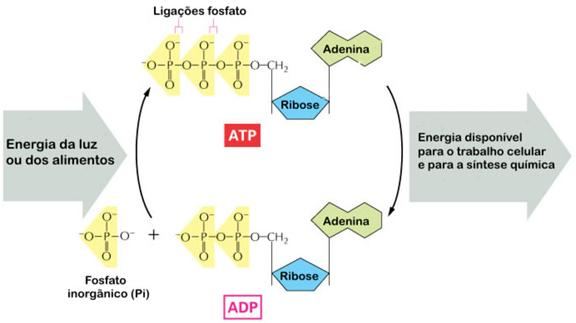 Ligações fosfato
O⁻ O⁻ O⁻
⁻O-P-O-P-O-P-O-CH₂
O O O
Adenina
Ribose
ATP
Energia da luz
ou dos alimentos
Energia disponível
para o trabalho celular
e para a síntese química
O⁻
⁻O-P-O⁻
O
+
O⁻ O⁻
⁻O-P-O-P-O-CH₂
O O
Adenina
Ribose
Fosfato
inorgânico (Pi)
ADP